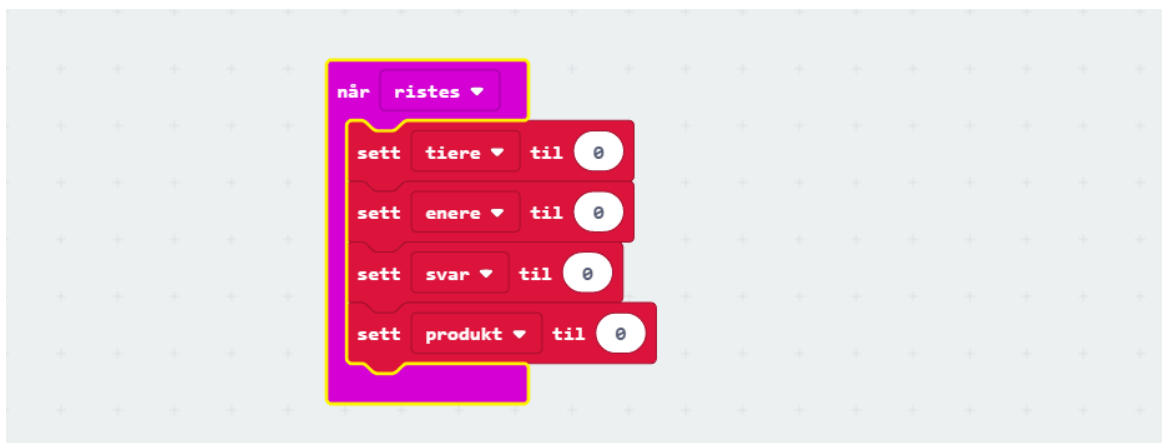 når ristes
sett tiere til 0
sett enere til 0
sett svar til 0
sett produkt til 0